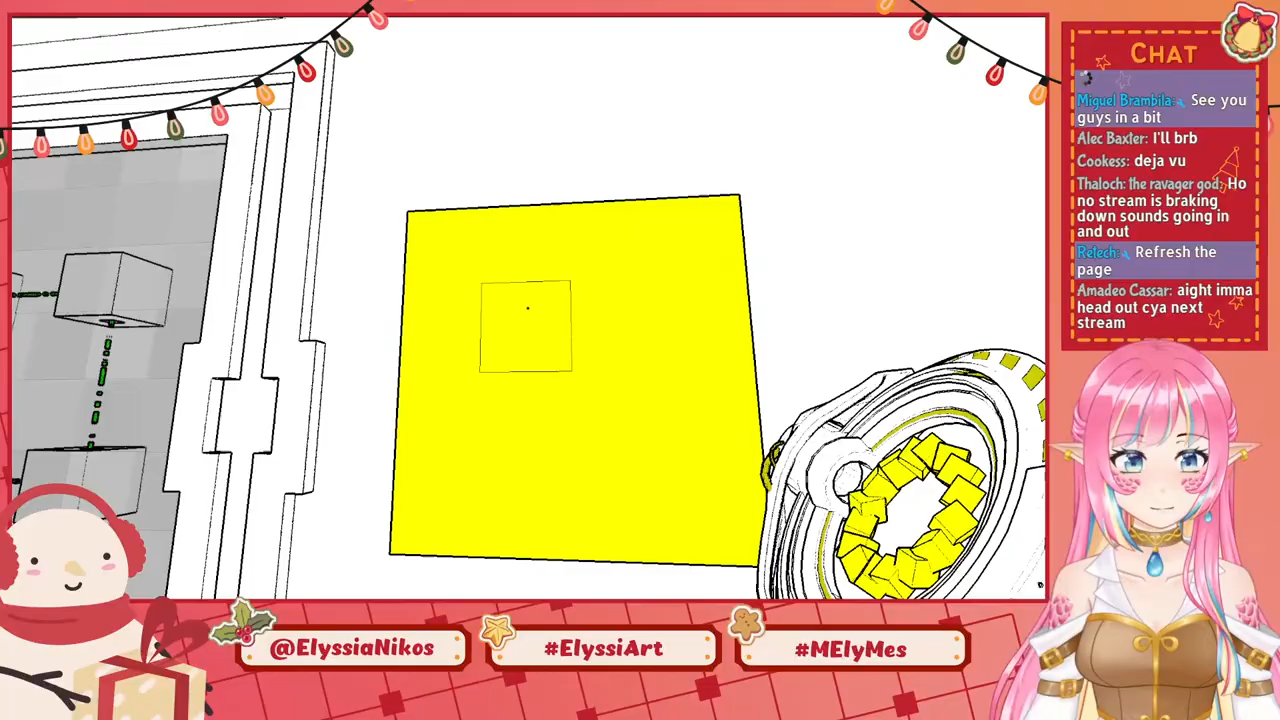 CHAT
Miguel Brambila: See you
guys in a bit
Alec Baxter: I'll brb
Cookess: deja vu
Thaloch: the ravager god: Ho
no stream is braking
down sounds going in
and out
Relech: Refresh the
page
Amadeo Cassar: aight imma
head out cya next
stream
@ElyssiaNikos
#ElyssiArt
#MElyMes